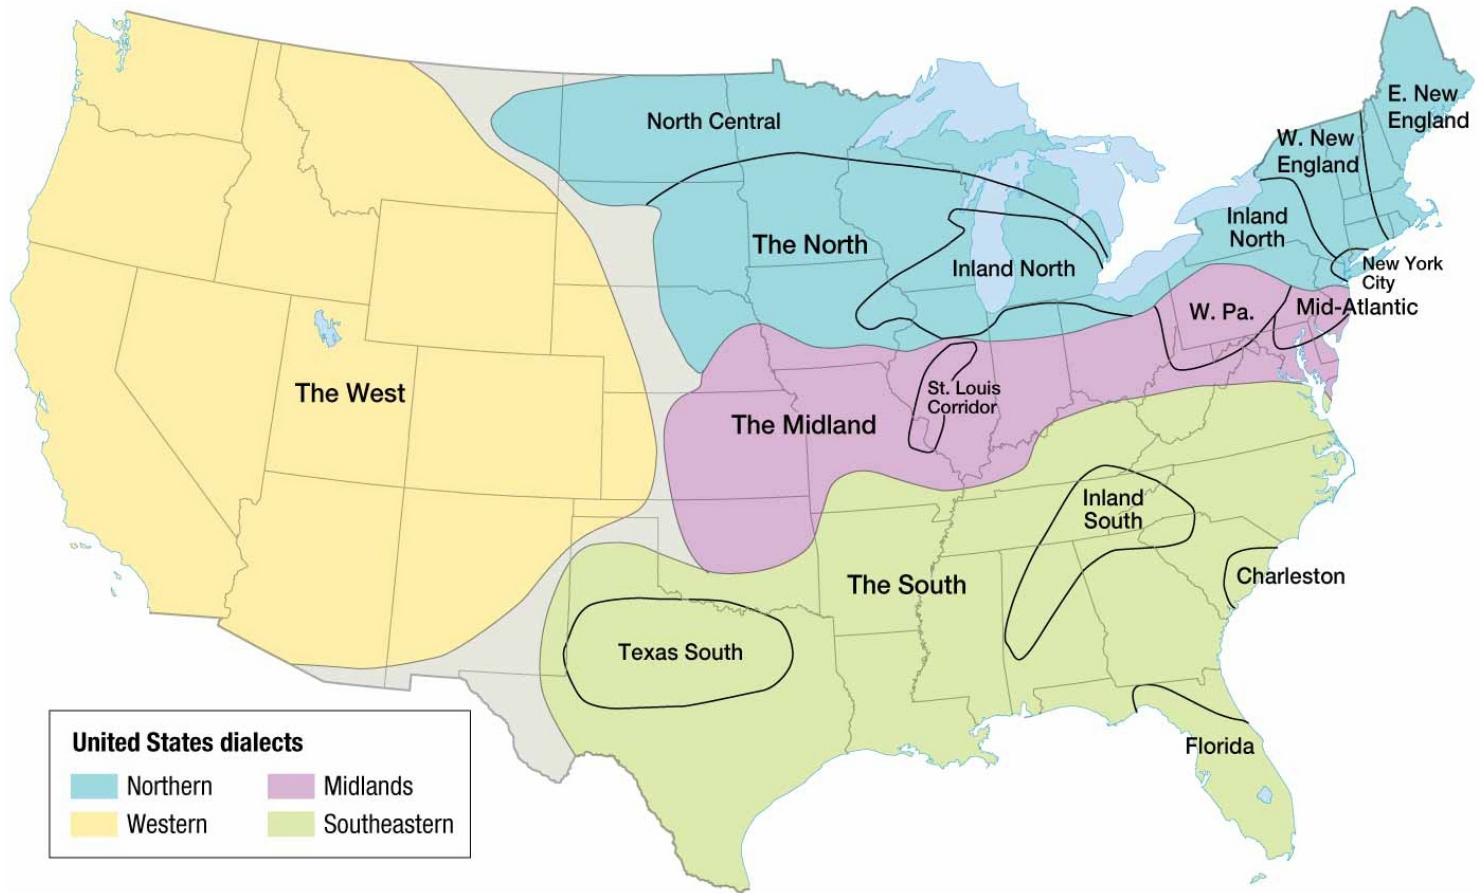 North Central
E. New
England
W. New
England
The North
Inland
North
Inland North
New York
City
W. Pa.
Mid-Atlantic
The West
St. Louis
Corridor
The Midland
Inland
South
The South
Charleston
Texas South
Florida
United States dialects
Northern
Midlands
Western
Southeastern